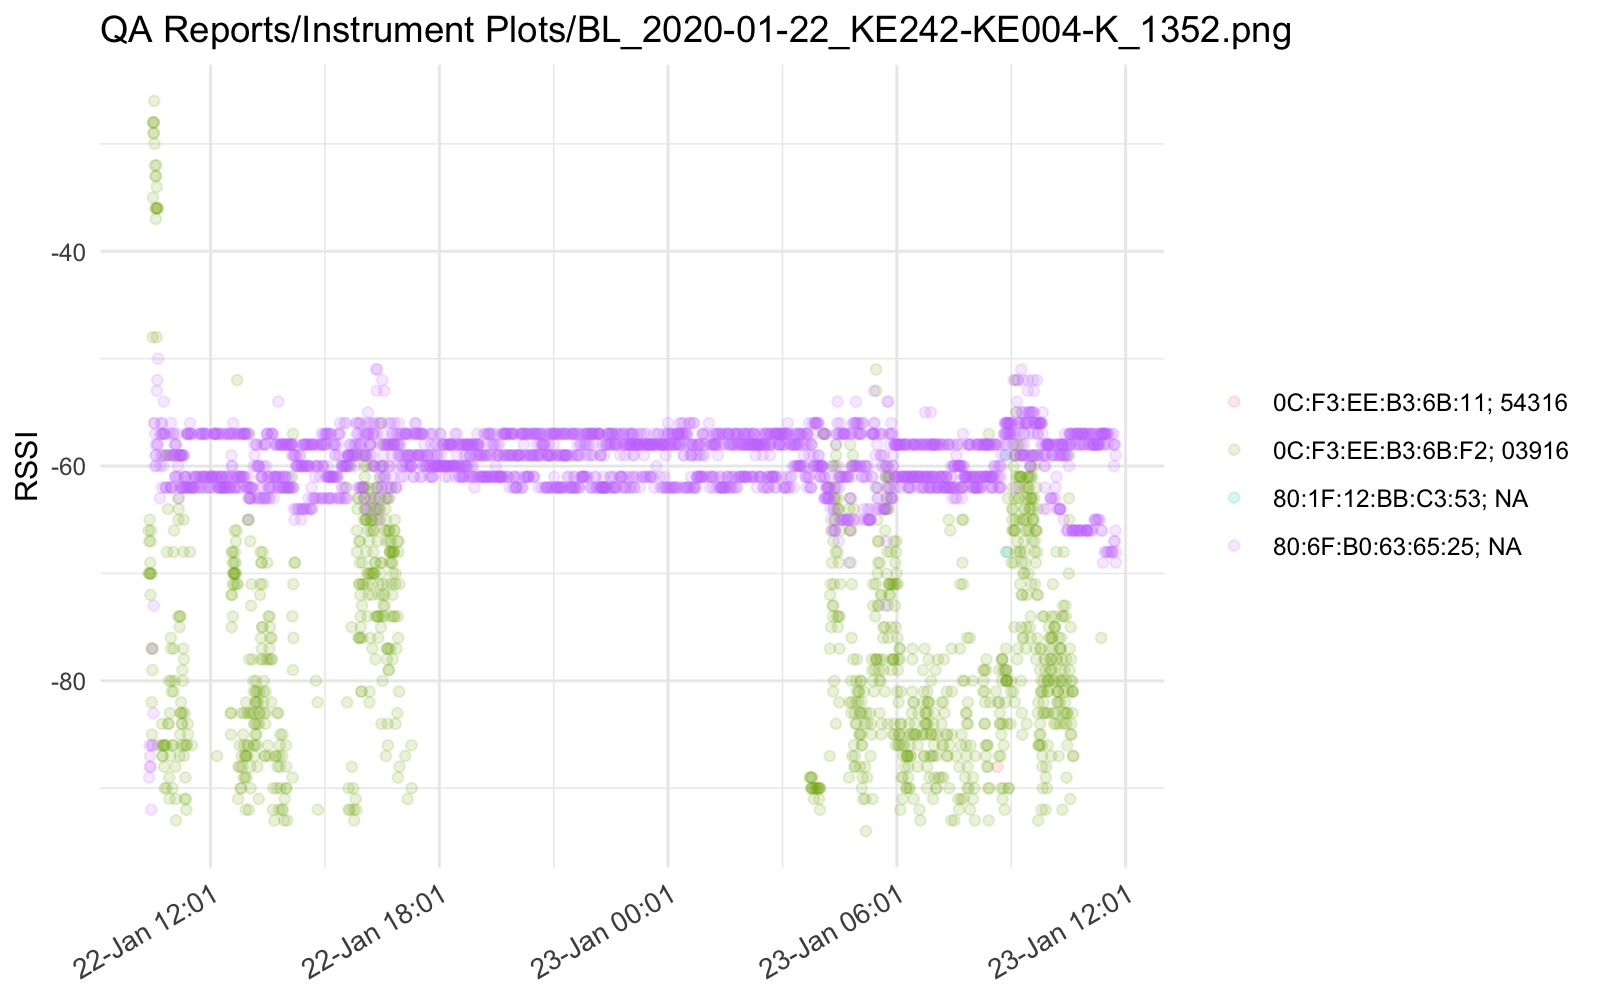 QA Reports/Instrument Plots/BL_2020-01-22_KE242-KE004-K_1352.png
RSSI
-40
-60
-80
22-Jan 12:01
22-Jan 18:01
23-Jan 00:01
23-Jan 06:01
23-Jan 12:01
0C:F3:EE:B3:6B:11; 54316
0C:F3:EE:B3:6B:F2; 03916
80:1F:12:BB:C3:53; NA
80:6F:B0:63:65:25; NA